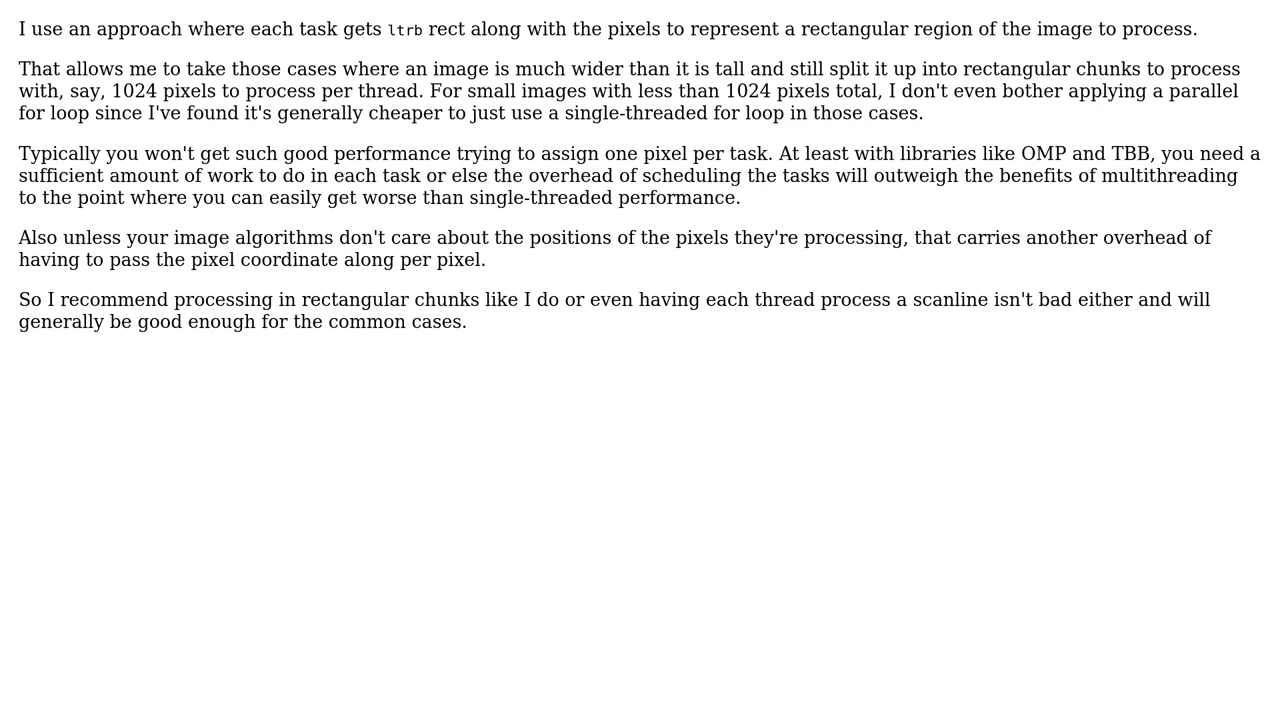 I use an approach where each task gets ltrb rect along with the pixels to represent a rectangular region of the image to process.
That allows me to take those cases where an image is much wider than it is tall and still split it up into rectangular chunks to process
with, say, 1024 pixels to process per thread. For small images with less than 1024 pixels total, I don't even bother applying a parallel
for loop since I've found it's generally cheaper to just use a single-threaded for loop in those cases.
Typically you won't get such good performance trying to assign one pixel per task. At least with libraries like OMP and TBB, you need a
sufficient amount of work to do in each task or else the overhead of scheduling the tasks will outweigh the benefits of multithreading
to the point where you can easily get worse than single-threaded performance.
Also unless your image algorithms don't care about the positions of the pixels they're processing, that carries another overhead of
having to pass the pixel coordinate along per pixel.
So I recommend processing in rectangular chunks like I do or even having each thread process a scanline isn't bad either and will
generally be good enough for the common cases.